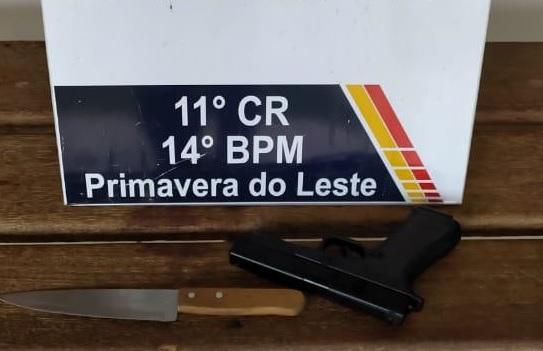 11° CR
14° BPM
Primavera do Leste